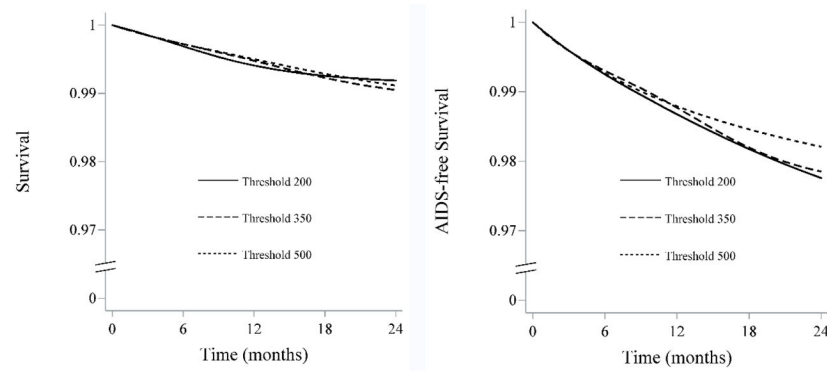 Survival
1
0.99
0.98
0.97
0
Threshold 200
Threshold 350
Threshold 500
0 6 12 18 24
Time (months)
AIDS-free Survival
1
0.99
0.98
0.97
0
Threshold 200
Threshold 350
Threshold 500
0 6 12 18 24
Time (months)